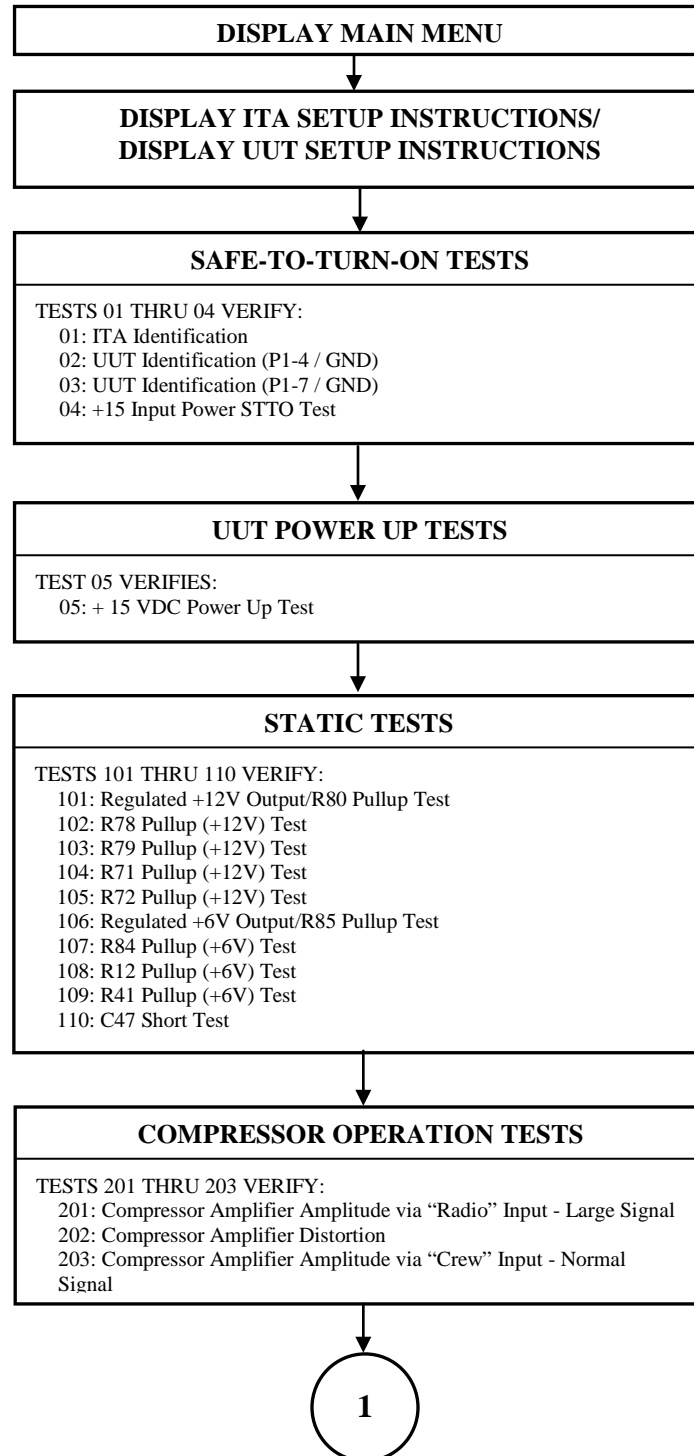 DISPLAY MAIN MENU
DISPLAY ITA SETUP INSTRUCTIONS/
DISPLAY UUT SETUP INSTRUCTIONS
SAFE-TO-TURN-ON TESTS
TESTS 01 THRU 04 VERIFY:
01: ITA Identification
02: UUT Identification (P1-4 / GND)
03: UUT Identification (P1-7 / GND)
04: +15 Input Power STTO Test
UUT POWER UP TESTS
TEST 05 VERIFIES:
05: + 15 VDC Power Up Test
STATIC TESTS
TESTS 101 THRU 110 VERIFY:
101: Regulated +12V Output/R80 Pullup Test
102: R78 Pullup (+12V) Test
103: R79 Pullup (+12V) Test
104: R71 Pullup (+12V) Test
105: R72 Pullup (+12V) Test
106: Regulated +6V Output/R85 Pullup Test
107: R84 Pullup (+6V) Test
108: R12 Pullup (+6V) Test
109: R41 Pullup (+6V) Test
110: C47 Short Test
COMPRESSOR OPERATION TESTS
TESTS 201 THRU 203 VERIFY:
201: Compressor Amplifier Amplitude via “Radio” Input - Large Signal
202: Compressor Amplifier Distortion
203: Compressor Amplifier Amplitude via “Crew” Input - Normal
Signal
1